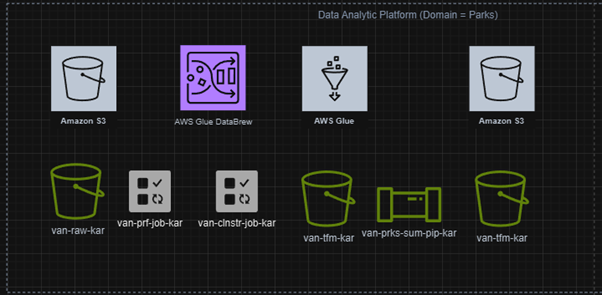 Data Analytic Platform (Domain = Parks)
Amazon S3
AWS Glue DataBrew
AWS Glue
Amazon S3
van-raw-kar
van-prf-job-kar
van-clnstr-job-kar
van-tfm-kar
van-prks-sum-pip-kar
van-tfm-kar